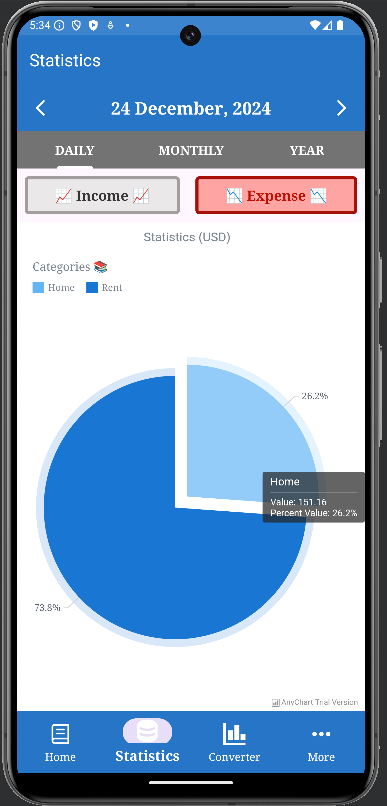 5:34
Statistics
24 December, 2024
DAILY MONTHLY YEAR
📈 Income 📈 📉 Expense 📉
Statistics (USD)
Categories 📚
Home Rent
26.2%
Home
Value: 151.16
Percent Value: 26.2%
73.8%
AnyChart Trial Version
Home Statistics Converter More